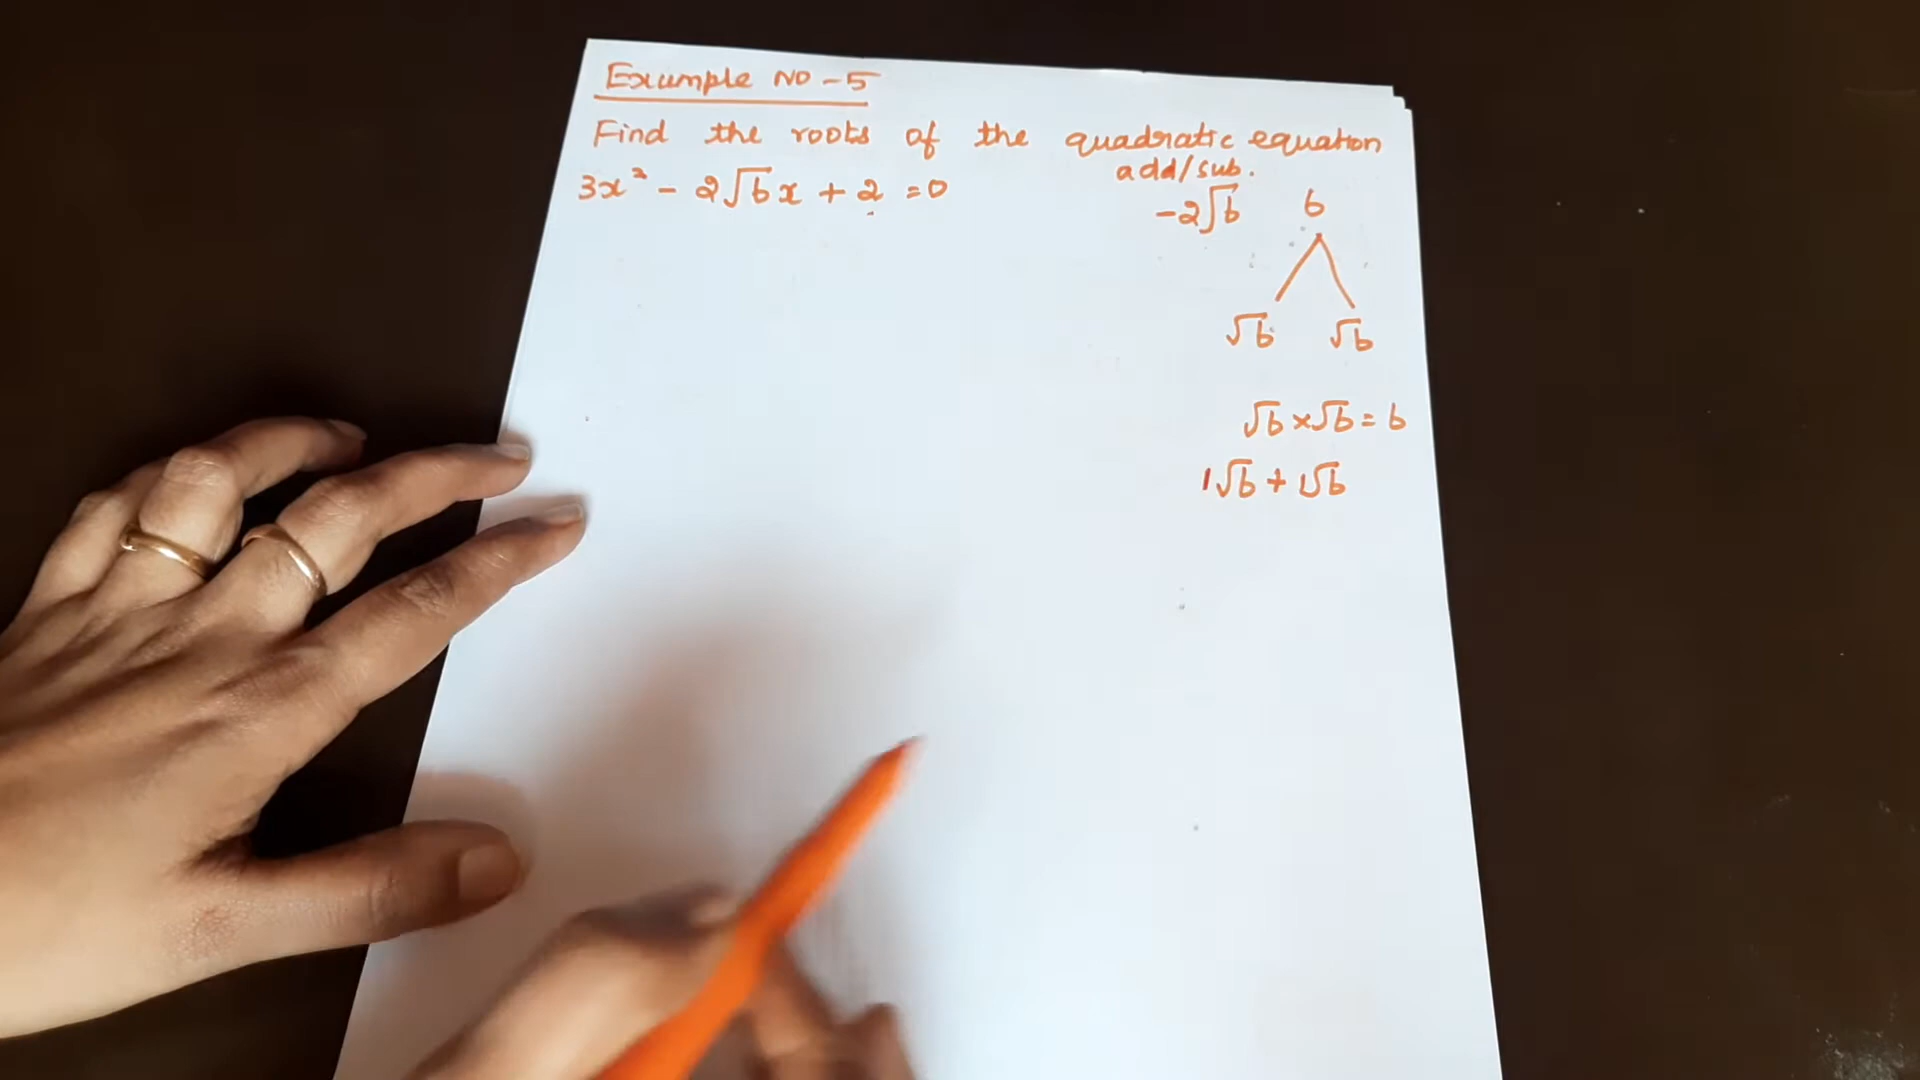 Example NO - 5
Find the roots of the quadratic equation
3x² - 2√6x + 2 = 0
add/sub.
-2√6 6
√6 √6
√6 × √6 = 6
1√6 + 1√6